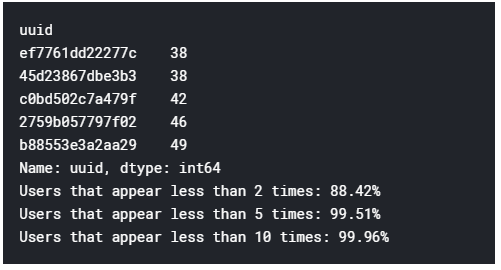 uuid
ef7761dd22277c    38
45d23867dbe3b3    38
c0bd502c7a479f    42
2759b057797f02    46
b88553e3a2aa29    49
Name: uuid, dtype: int64
Users that appear less than 2 times: 88.42%
Users that appear less than 5 times: 99.51%
Users that appear less than 10 times: 99.96%